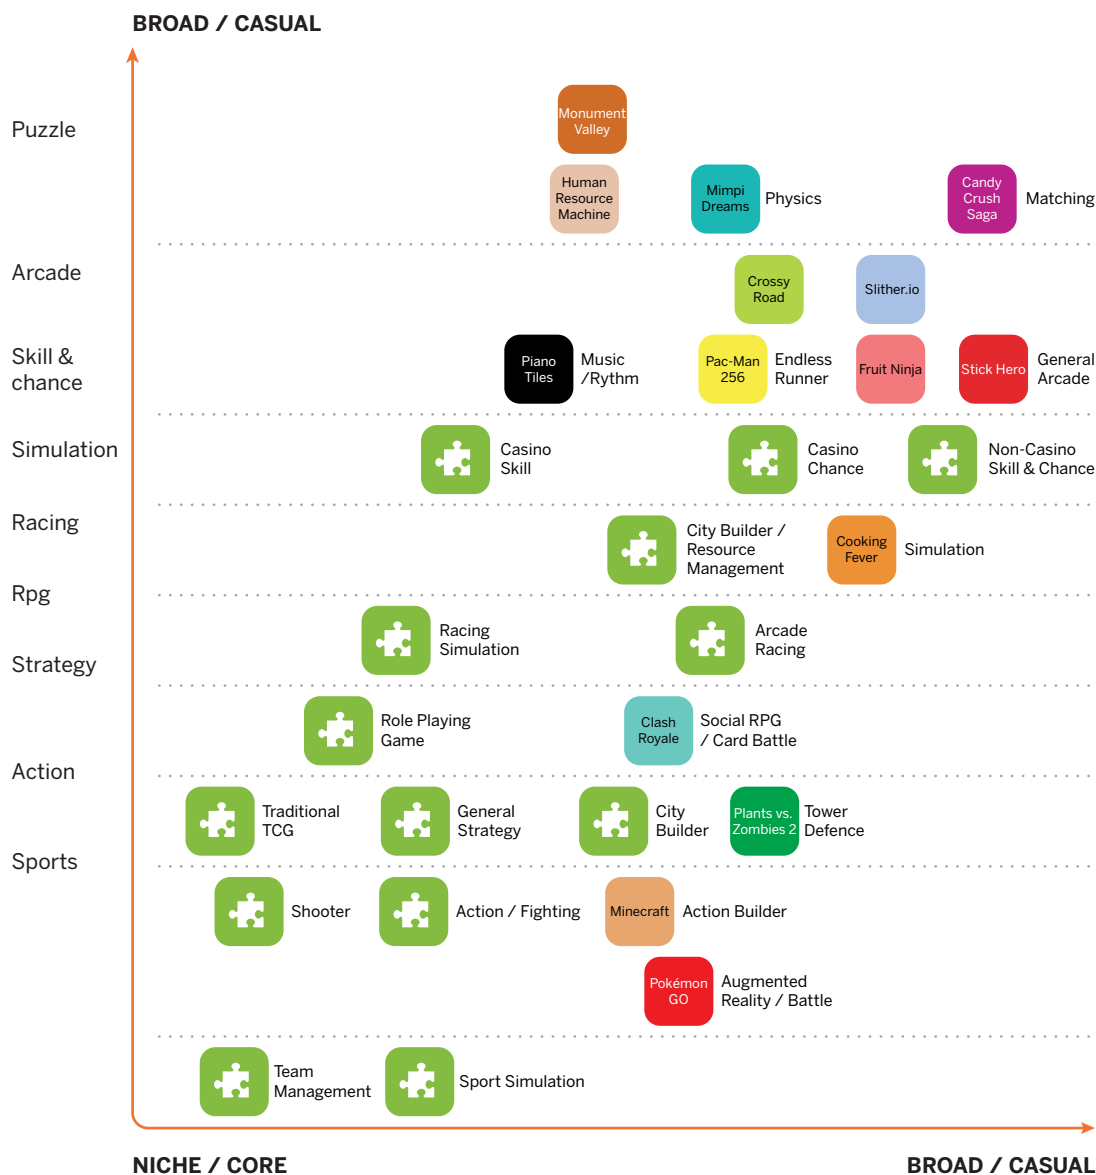 BROAD / CASUAL
Puzzle
Monument
Valley
Human
Resource
Machine
Mimpi
Dreams
Physics
Candy
Crush
Saga
Matching
Arcade
Crossy
Road
Slither.io
Skill &
chance
Piano
Tiles
Music
/Rythm
Pac-Man
256
Endless
Runner
Fruit Ninja
Stick Hero
General
Arcade
Simulation
Casino
Skill
Casino
Chance
Non-Casino
Skill & Chance
Racing
City Builder /
Resource
Management
Cooking
Fever
Simulation
Rpg
Racing
Simulation
Arcade
Racing
Strategy
Role Playing
Game
Clash
Royale
Social RPG
/ Card Battle
Action
Traditional
TCG
General
Strategy
City
Builder
Plants vs.
Zombies 2
Tower
Defence
Sports
Shooter
Action / Fighting
Minecraft
Action Builder
Pokémon
GO
Augmented
Reality / Battle
Team
Management
Sport Simulation
NICHE / CORE
BROAD / CASUAL